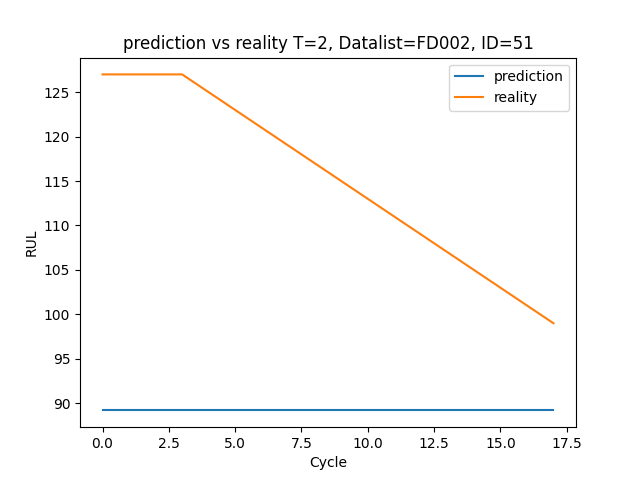 prediction vs reality T=2, Datalist=FD002, ID=51
prediction
reality
125
120
115
110
105
100
95
90
RUL
0.0 2.5 5.0 7.5 10.0 12.5 15.0 17.5
Cycle